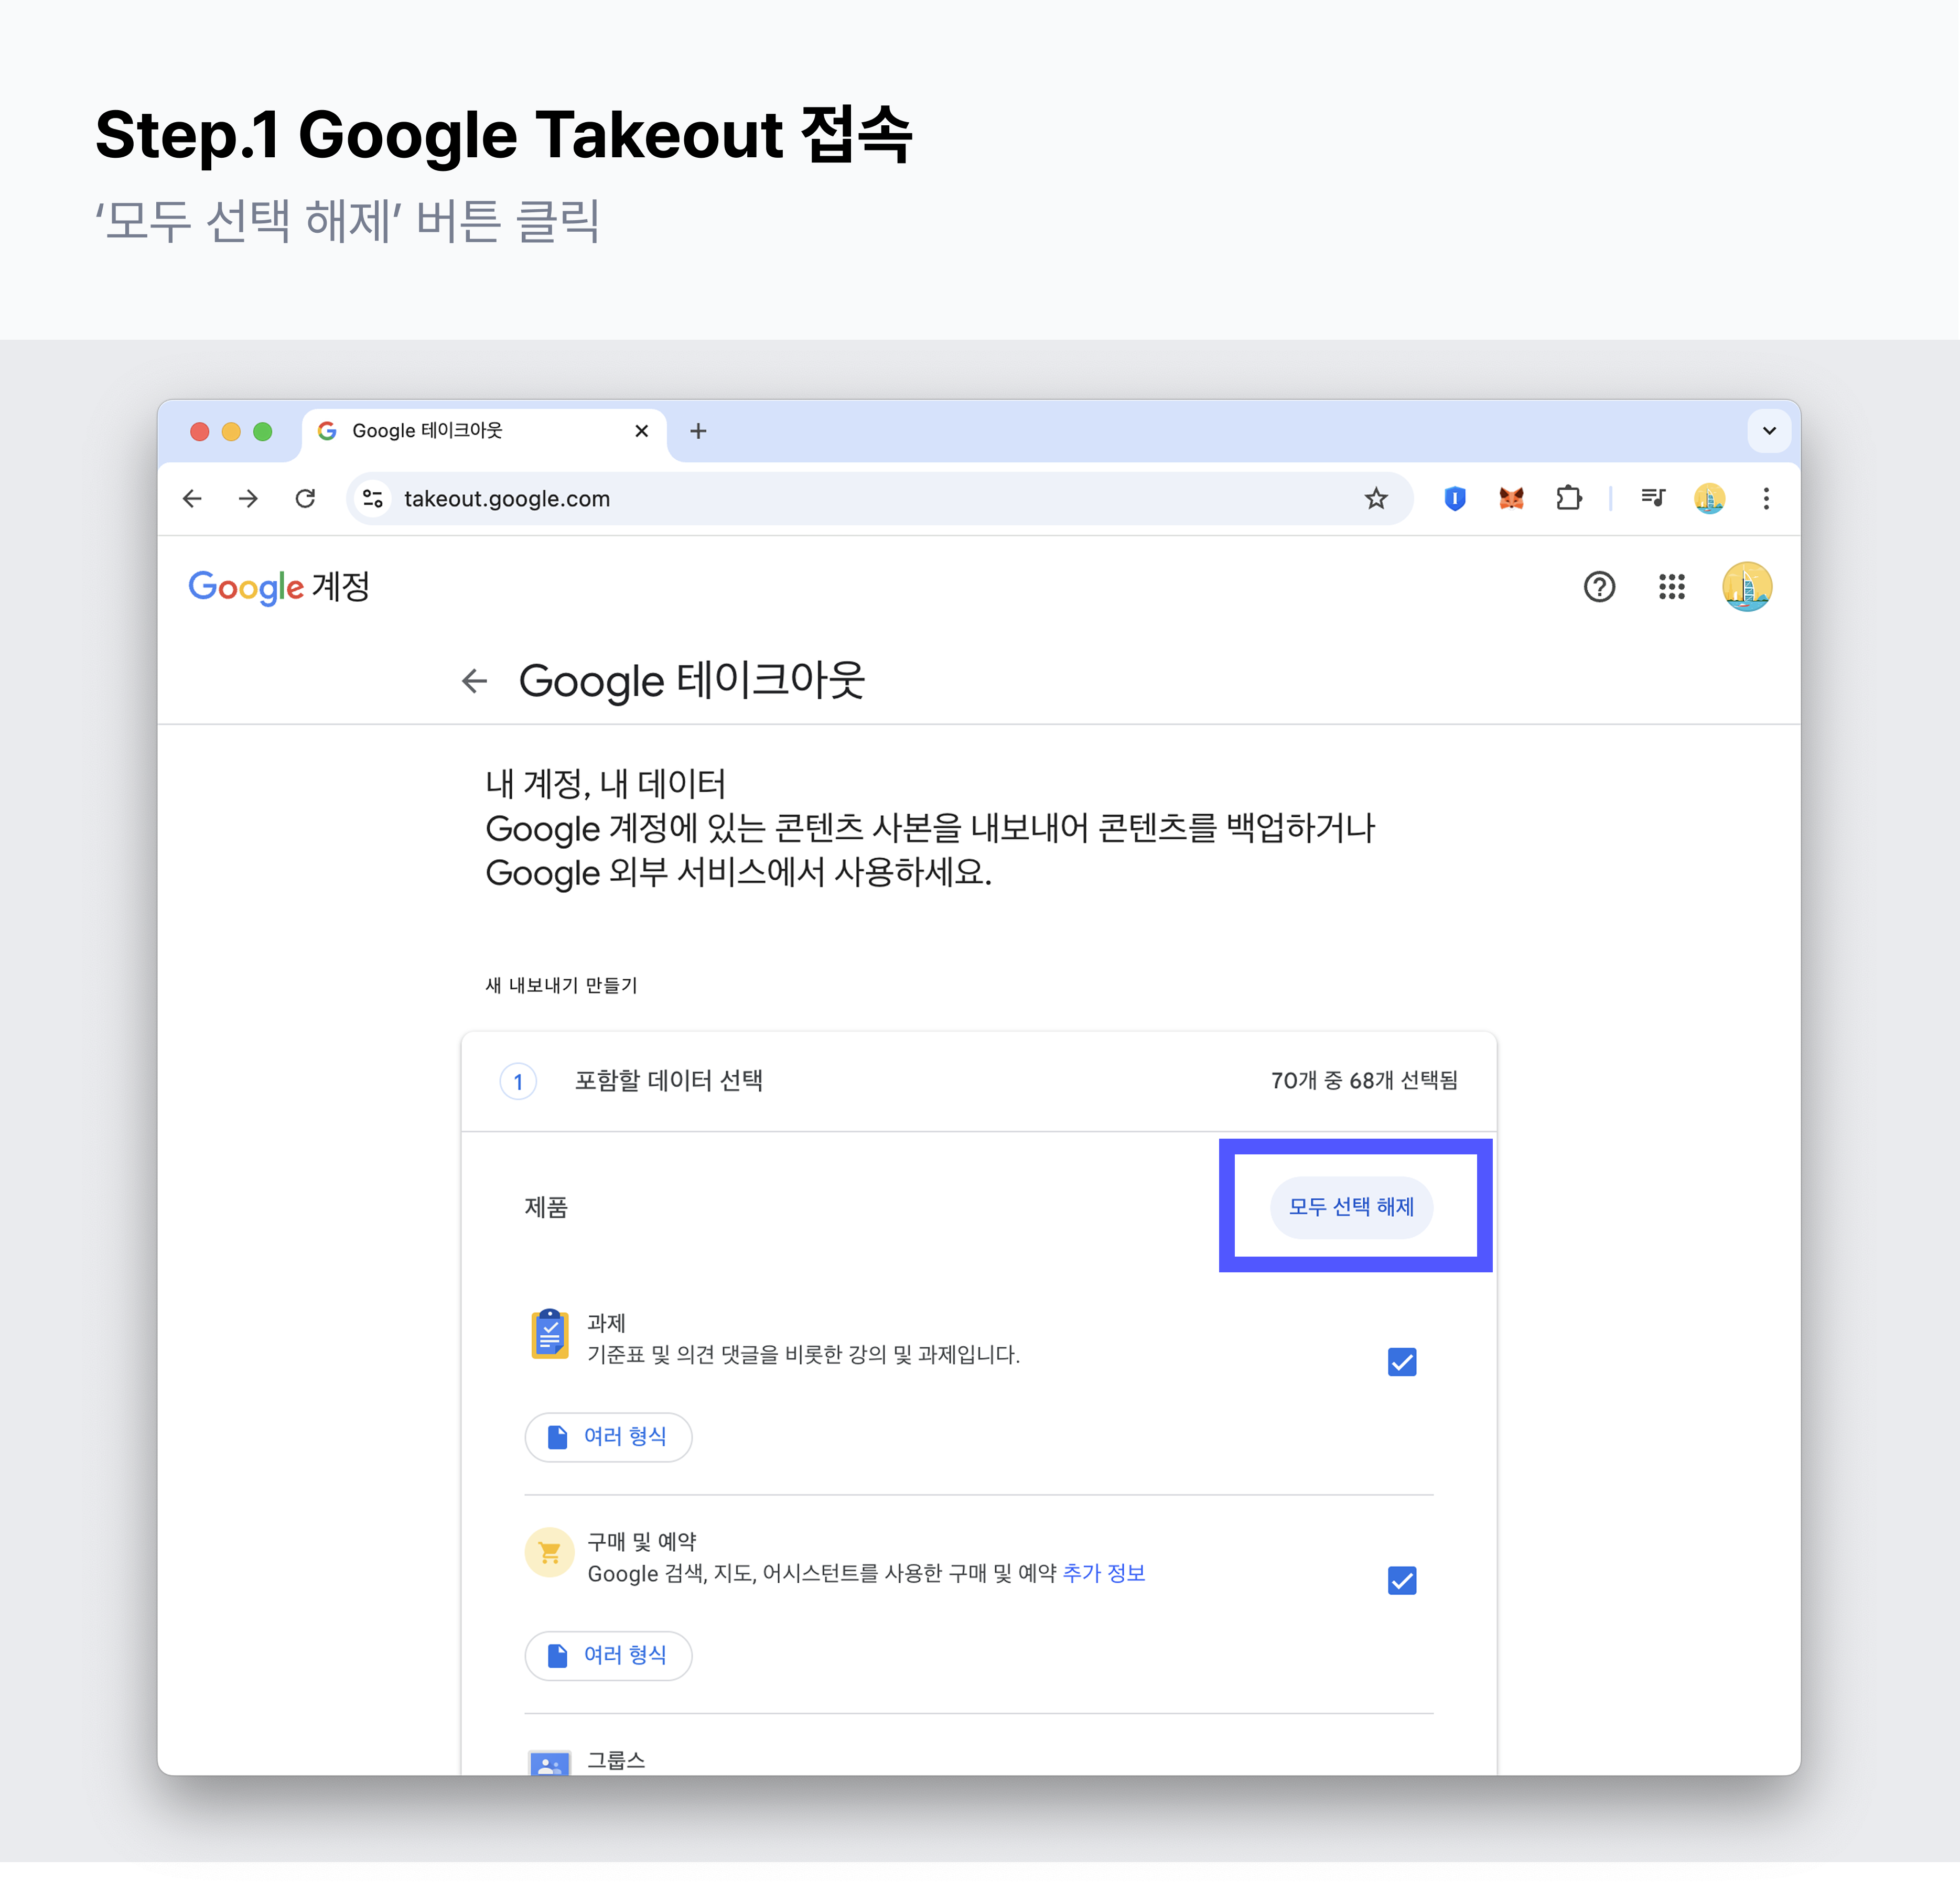 Step.1 Google Takeout 접속
‘모두 선택 해제’ 버튼 클릭
Google 테이크아웃
takeout.google.com
Google 계정
Google 테이크아웃
내 계정, 내 데이터
Google 계정에 있는 콘텐츠 사본을 내보내어 콘텐츠를 백업하거나
Google 외부 서비스에서 사용하세요.
새 내보내기 만들기
1 포함할 데이터 선택 70개 중 68개 선택됨
제품 모두 선택 해제
과제
기준표 및 의견 댓글을 비롯한 강의 및 과제입니다.
여러 형식
구매 및 예약
Google 검색, 지도, 어시스턴트를 사용한 구매 및 예약 추가 정보
여러 형식
그룹스